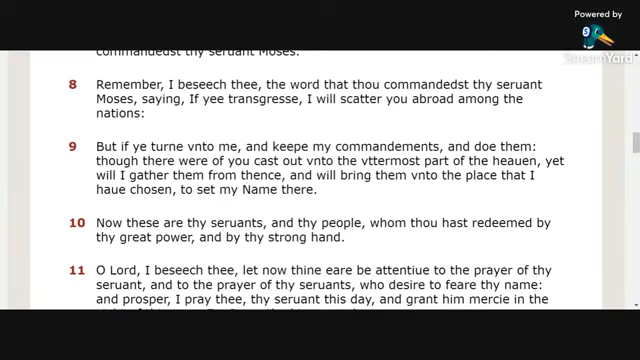 Powered by
StreamYard
commandedst thy seruant Moses.
8 Remember, I beseech thee, the word that thou commandedst thy seruant
Moses, saying, If yee transgresse, I will scatter you abroad among the
nations:
9 But if ye turne vnto me, and keepe my commandements, and doe them:
though there were of you cast out vnto the vttermost part of the heauen, yet
will I gather them from thence, and will bring them vnto the place that I
haue chosen, to set my Name there.
10 Now these are thy seruants, and thy people, whom thou hast redeemed by
thy great power, and by thy strong hand.
11 O Lord, I beseech thee, let now thine eare be attentiue to the prayer of thy
seruant, and to the prayer of thy seruants, who desire to feare thy name:
and prosper, I pray thee, thy seruant this day, and grant him mercie in the